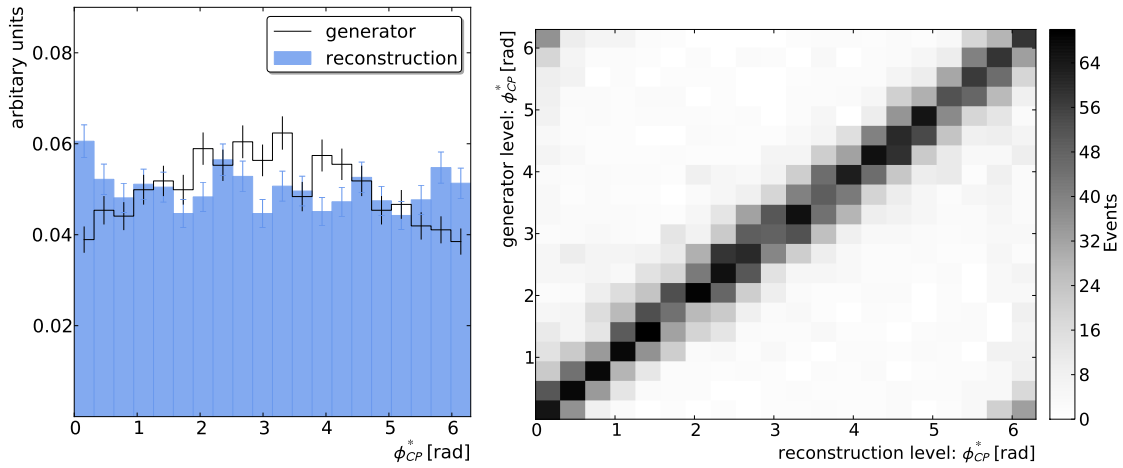 arbitary units
0.08
0.06
0.04
0.02
generator
reconstruction
0 1 2 3 4 5 6
ϕ*CP [rad]
generator level: ϕ*CP [rad]
6
5
4
3
2
1
0 1 2 3 4 5 6
reconstruction level: ϕ*CP [rad]
64
56
48
40
32
24
16
8
0
Events